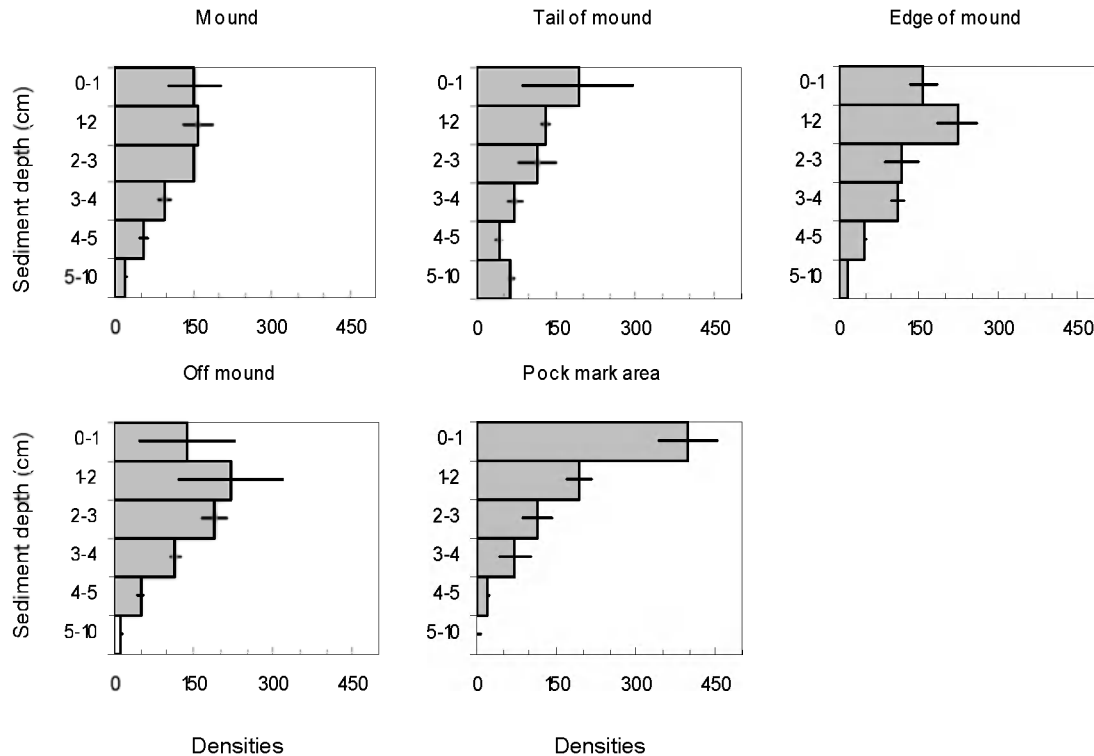 Mound
Tail of mound
Edge of mound
Sediment depth (cm)
0-1
1-2
2-3
3-4
4-5
5-10
0 150 300 450
0-1
1-2
2-3
3-4
4-5
5-10
0 150 300 450
0-1
1-2
2-3
3-4
4-5
5-10
0 150 300 450
Off mound
Pock mark area
Sediment depth (cm)
0-1
1-2
2-3
3-4
4-5
5-10
0 150 300 450
Densities
0-1
1-2
2-3
3-4
4-5
5-10
0 150 300 450
Densities